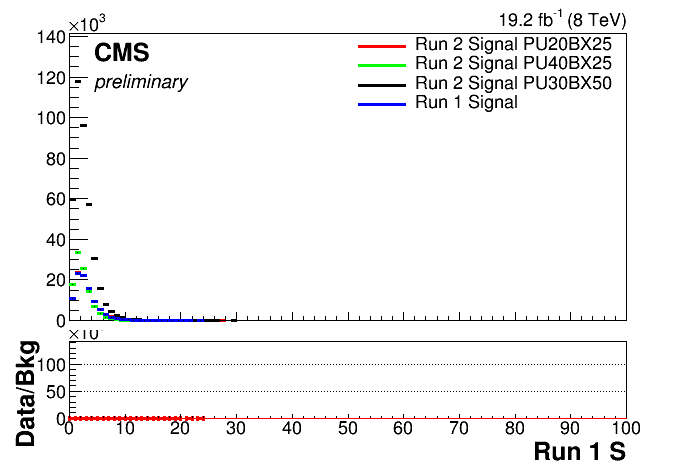 ×10³ 19.2 fb⁻¹ (8 TeV)
140
CMS
preliminary
Run 2 Signal PU20BX25
Run 2 Signal PU40BX25
Run 2 Signal PU30BX50
Run 1 Signal
120
100
80
60
40
20
0
×10
Data/Bkg
100
50
0
0 10 20 30 40 50 60 70 80 90 100
Run 1 S